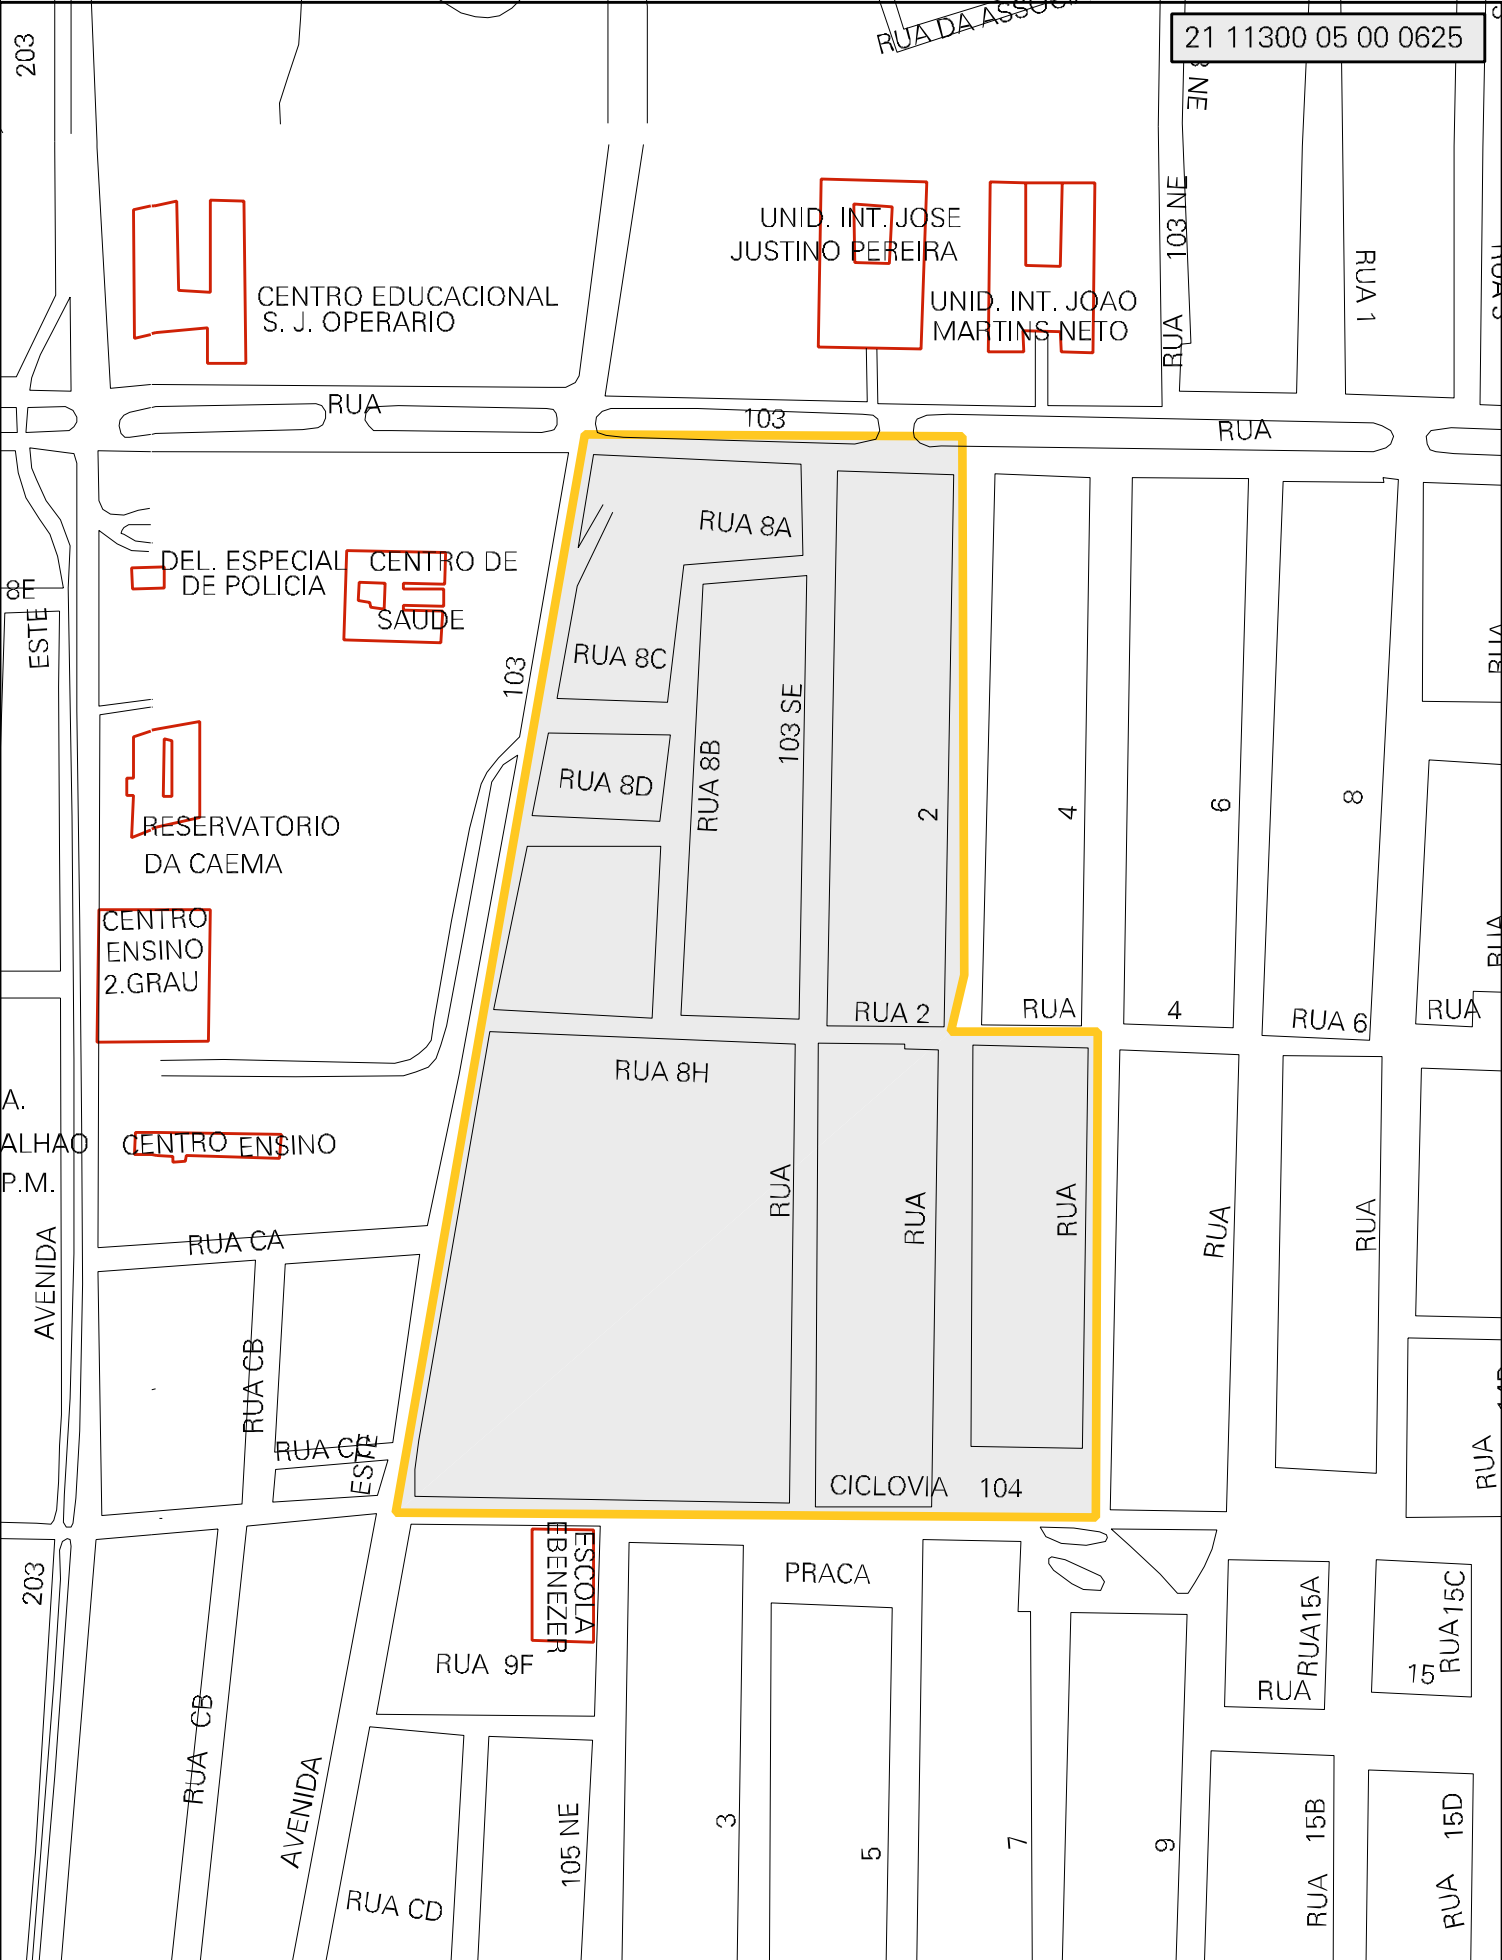 203
RUA DA ASSOCI
21 11300 05 00 0625
NE
103 NE
RUA
RUA 1
UNID. INT. JOSE
JUSTINO PEREIRA
UNID. INT. JOAO
MARTINS NETO
CENTRO EDUCACIONAL
S. J. OPERARIO
RUA
103
RUA
RUA 8A
DEL. ESPECIAL
DE POLICIA
CENTRO DE
SAUDE
8E
ESTE
103
RUA 8C
RUA
103 SE
RUA 8B
RUA 8D
2
4
6
8
RESERVATORIO
DA CAEMA
CENTRO
ENSINO
2.GRAU
RUA
RUA 2
RUA
4
RUA 6
RUA
RUA 8H
A.
ALHAO
P.M.
CENTRO ENSINO
RUA
RUA
RUA
RUA
RUA
RUA CA
AVENIDA
RUA CB
RUA CC
ESTE
RUA
CICLOVIA 104
203
ESCOLA
EBENEZER
PRACA
RUA15A
RUA15C
RUA 9F
RUA
15
RUA CB
AVENIDA
105 NE
3
5
7
9
RUA 15B
RUA 15D
RUA CD